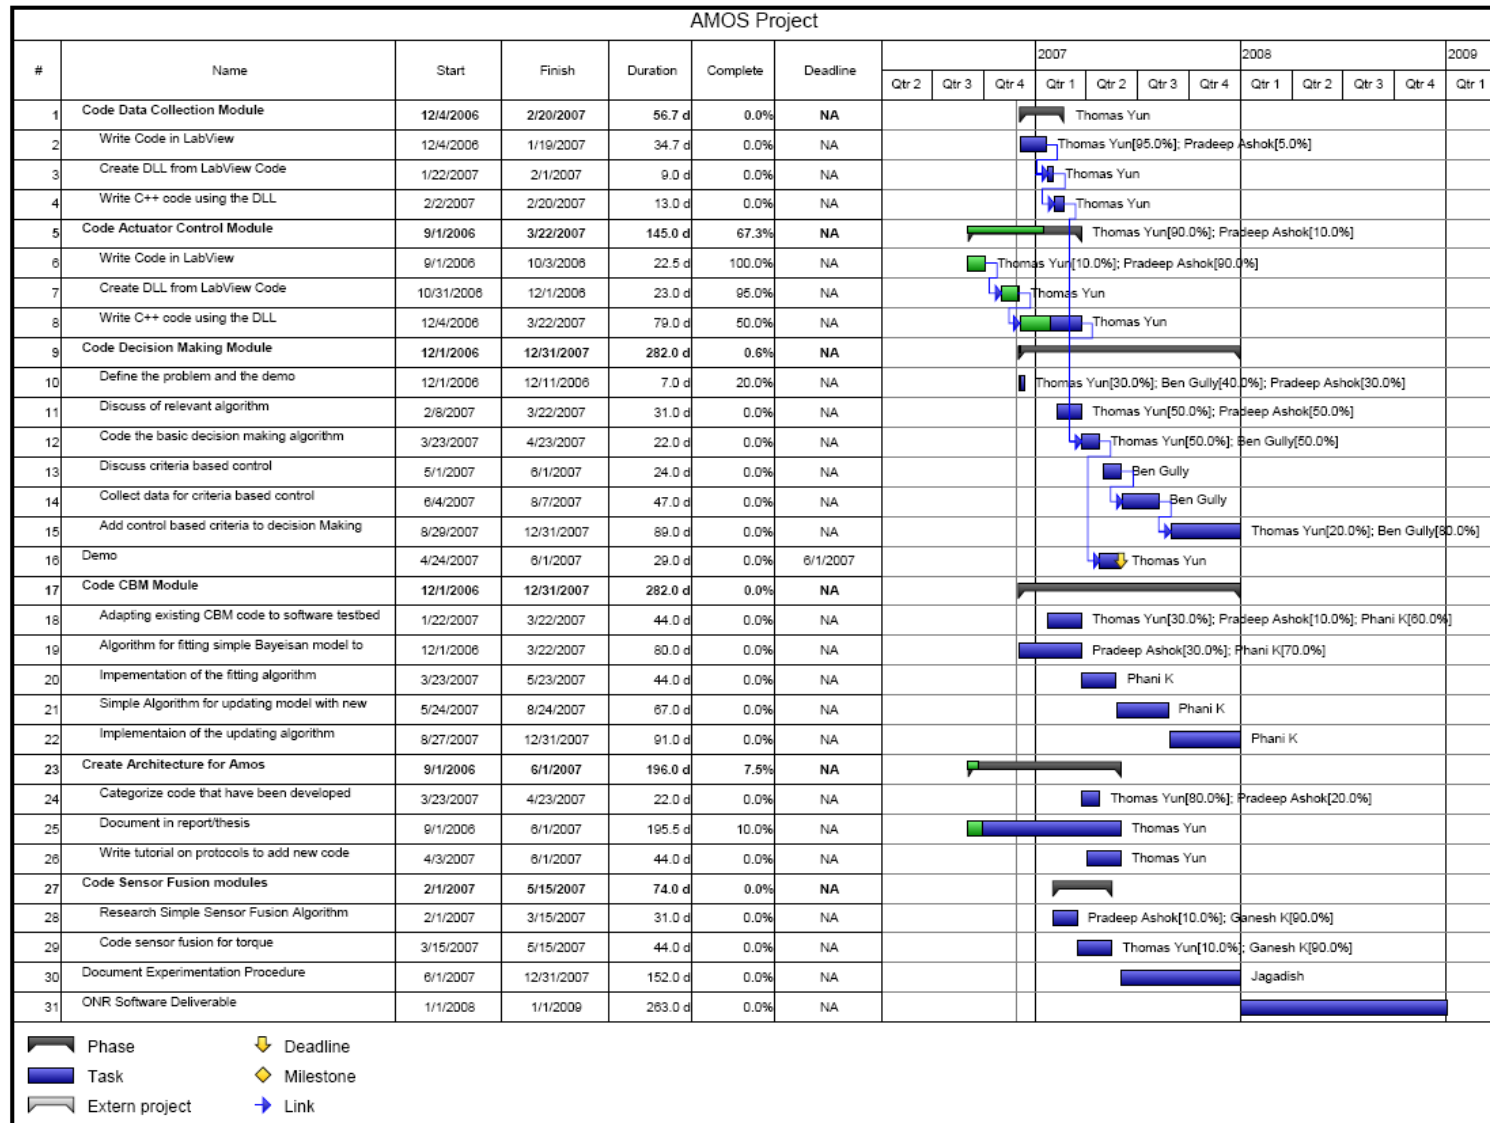 AMOS Project
# Name Start Finish Duration Complete Deadline 2007 2008 2009
Qtr 2 Qtr 3 Qtr 4 Qtr 1 Qtr 2 Qtr 3 Qtr 4 Qtr 1 Qtr 2 Qtr 3 Qtr 4 Qtr 1
1 Code Data Collection Module 12/4/2006 2/20/2007 56.7 d 0.0% NA Thomas Yun
2 Write Code in LabView 12/4/2006 1/19/2007 34.7 d 0.0% NA Thomas Yun[95.0%]; Pradeep Ashok[5.0%]
3 Create DLL from LabView Code 1/22/2007 2/1/2007 9.0 d 0.0% NA Thomas Yun
4 Write C++ code using the DLL 2/2/2007 2/20/2007 13.0 d 0.0% NA Thomas Yun
5 Code Actuator Control Module 9/1/2006 3/22/2007 145.0 d 67.3% NA Thomas Yun[90.0%]; Pradeep Ashok[10.0%]
6 Write Code in LabView 9/1/2006 10/3/2006 22.5 d 100.0% NA Thomas Yun[10.0%]; Pradeep Ashok[90.0%]
7 Create DLL from LabView Code 10/31/2006 12/1/2006 23.0 d 95.0% NA Thomas Yun
8 Write C++ code using the DLL 12/4/2006 3/22/2007 79.0 d 50.0% NA Thomas Yun
9 Code Decision Making Module 12/1/2006 12/31/2007 282.0 d 0.6% NA
10 Define the problem and the demo 12/1/2006 12/11/2006 7.0 d 20.0% NA Thomas Yun[30.0%]; Ben Gully[40.0%]; Pradeep Ashok[30.0%]
11 Discuss of relevant algorithm 2/8/2007 3/22/2007 31.0 d 0.0% NA Thomas Yun[50.0%]; Pradeep Ashok[50.0%]
12 Code the basic decision making algorithm 3/23/2007 4/23/2007 22.0 d 0.0% NA Thomas Yun[50.0%]; Ben Gully[50.0%]
13 Discuss criteria based control 5/1/2007 6/1/2007 24.0 d 0.0% NA Ben Gully
14 Collect data for criteria based control 6/4/2007 8/7/2007 47.0 d 0.0% NA Ben Gully
15 Add control based criteria to decision Making 8/29/2007 12/31/2007 89.0 d 0.0% NA Thomas Yun[20.0%]; Ben Gully[80.0%]
16 Demo 4/24/2007 6/1/2007 29.0 d 0.0% 6/1/2007 Thomas Yun
17 Code CBM Module 12/1/2006 12/31/2007 282.0 d 0.0% NA
18 Adapting existing CBM code to software testbed 1/22/2007 3/22/2007 44.0 d 0.0% NA Thomas Yun[30.0%]; Pradeep Ashok[10.0%]; Phani K[60.0%]
19 Algorithm for fitting simple Bayeisan model to 12/1/2006 3/22/2007 80.0 d 0.0% NA Pradeep Ashok[30.0%]; Phani K[70.0%]
20 Impementation of the fitting algorithm 3/23/2007 5/23/2007 44.0 d 0.0% NA Phani K
21 Simple Algorithm for updating model with new 5/24/2007 8/24/2007 67.0 d 0.0% NA Phani K
22 Implementaion of the updating algorithm 8/27/2007 12/31/2007 91.0 d 0.0% NA Phani K
23 Create Architecture for Amos 9/1/2006 6/1/2007 196.0 d 7.5% NA
24 Categorize code that have been developed 3/23/2007 4/23/2007 22.0 d 0.0% NA Thomas Yun[80.0%]; Pradeep Ashok[20.0%]
25 Document in report/thesis 9/1/2006 6/1/2007 195.5 d 10.0% NA Thomas Yun
26 Write tutorial on protocols to add new code 4/3/2007 6/1/2007 44.0 d 0.0% NA Thomas Yun
27 Code Sensor Fusion modules 2/1/2007 5/15/2007 74.0 d 0.0% NA
28 Research Simple Sensor Fusion Algorithm 2/1/2007 3/15/2007 31.0 d 0.0% NA Pradeep Ashok[10.0%]; Ganesh K[90.0%]
29 Code sensor fusion for torque 3/15/2007 5/15/2007 44.0 d 0.0% NA Thomas Yun[10.0%]; Ganesh K[90.0%]
30 Document Experimentation Procedure 6/1/2007 12/31/2007 152.0 d 0.0% NA Jagadish
31 ONR Software Deliverable 1/1/2008 1/1/2009 263.0 d 0.0% NA
Phase Deadline
Task Milestone
Extern project Link